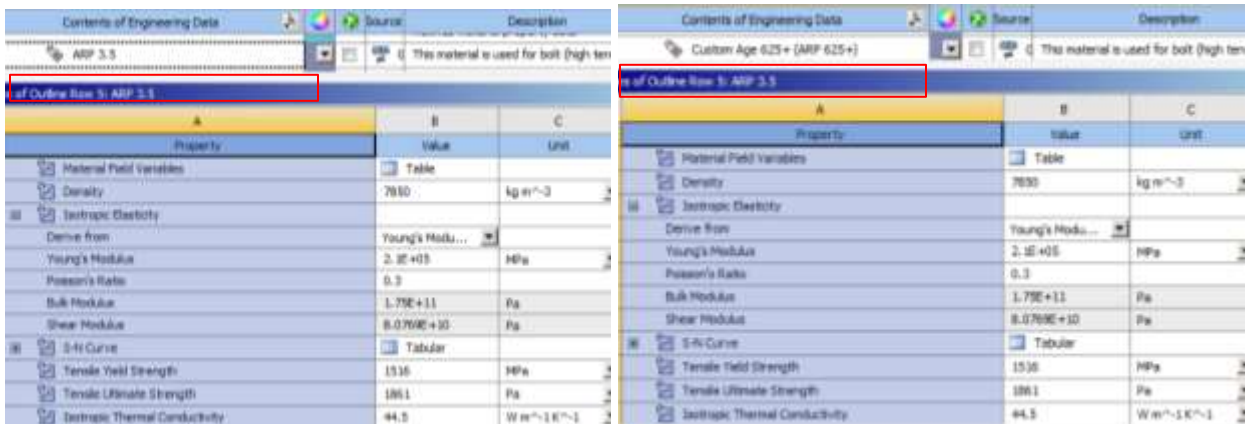 Contents of Engineering Data Source Description
ARP 3.5 This material is used for bolt (high ten
of Outline Row 5: ARP 3.5
A B C
Property Value Unit
Material Field Variables Table
Density 7850 kg m^-3
Isotropic Elasticity
Derive from Young's Modu...
Young's Modulus 2.1E+05 MPa
Poisson's Ratio 0.3
Bulk Modulus 1.75E+11 Pa
Shear Modulus 8.0769E+10 Pa
S-N Curve Tabular
Tensile Yield Strength 1516 MPa
Tensile Ultimate Strength 1861 Pa
Isotropic Thermal Conductivity 44.5 W m^-1 K^-1
Contents of Engineering Data Source Description
Custom Age 625+ (ARP 625+) This material is used for bolt (high ten
es of Outline Row 5: ARP 3.5
A B C
Property Value Unit
Material Field Variables Table
Density 7850 kg m^-3
Isotropic Elasticity
Derive from Young's Modu...
Young's Modulus 2.1E+05 MPa
Poisson's Ratio 0.3
Bulk Modulus 1.75E+11 Pa
Shear Modulus 8.0769E+10 Pa
S-N Curve Tabular
Tensile Yield Strength 1516 MPa
Tensile Ultimate Strength 1861 Pa
Isotropic Thermal Conductivity 44.5 W m^-1 K^-1